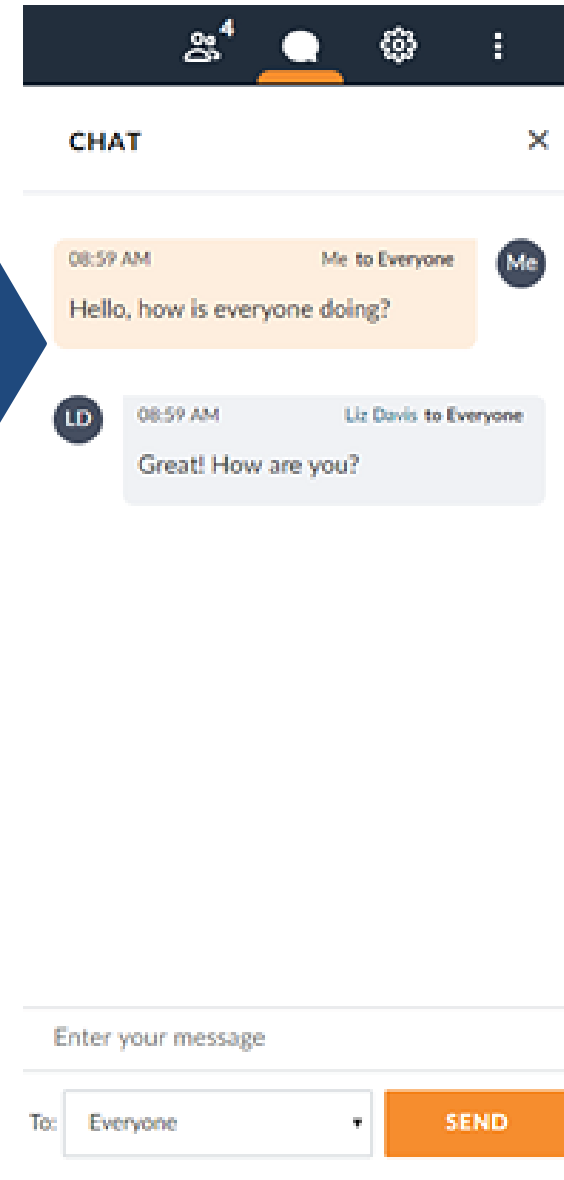 4
CHAT
08:59 AM Me to Everyone
Me
Hello, how is everyone doing?
LD
08:59 AM Liz Davis to Everyone
Great! How are you?
Enter your message
To: Everyone SEND